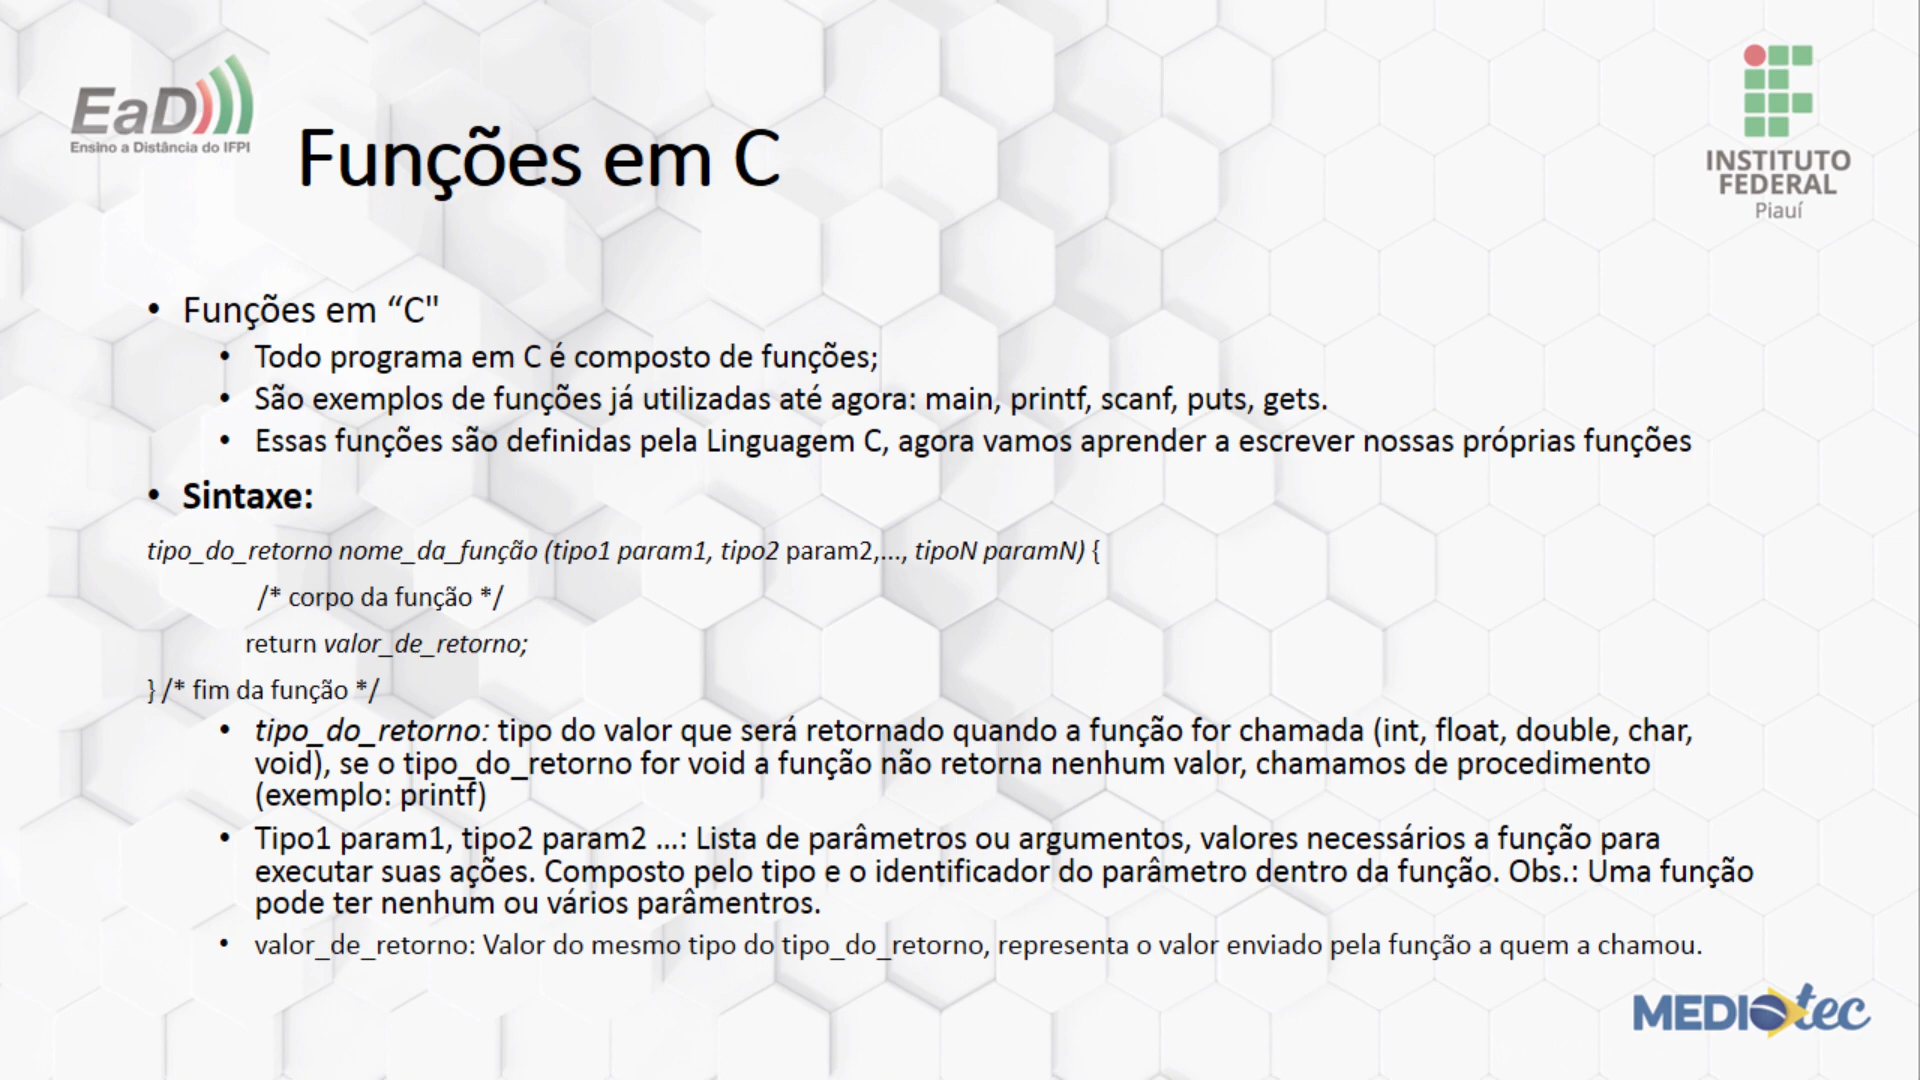 EaD
Ensino a Distância do IFPI
Funções em C
INSTITUTO
FEDERAL
Piauí
• Funções em “C"
• Todo programa em C é composto de funções;
• São exemplos de funções já utilizadas até agora: main, printf, scanf, puts, gets.
• Essas funções são definidas pela Linguagem C, agora vamos aprender a escrever nossas próprias funções
• Sintaxe:
tipo_do_retorno nome_da_função (tipo1 param1, tipo2 param2,..., tipoN paramN) {
/* corpo da função */
return valor_de_retorno;
} /* fim da função */
• tipo_do_retorno: tipo do valor que será retornado quando a função for chamada (int, float, double, char,
void), se o tipo_do_retorno for void a função não retorna nenhum valor, chamamos de procedimento
(exemplo: printf)
• Tipo1 param1, tipo2 param2 ...: Lista de parâmetros ou argumentos, valores necessários a função para
executar suas ações. Composto pelo tipo e o identificador do parâmetro dentro da função. Obs.: Uma função
pode ter nenhum ou vários parâmentros.
• valor_de_retorno: Valor do mesmo tipo do tipo_do_retorno, representa o valor enviado pela função a quem a chamou.
MEDIOtec